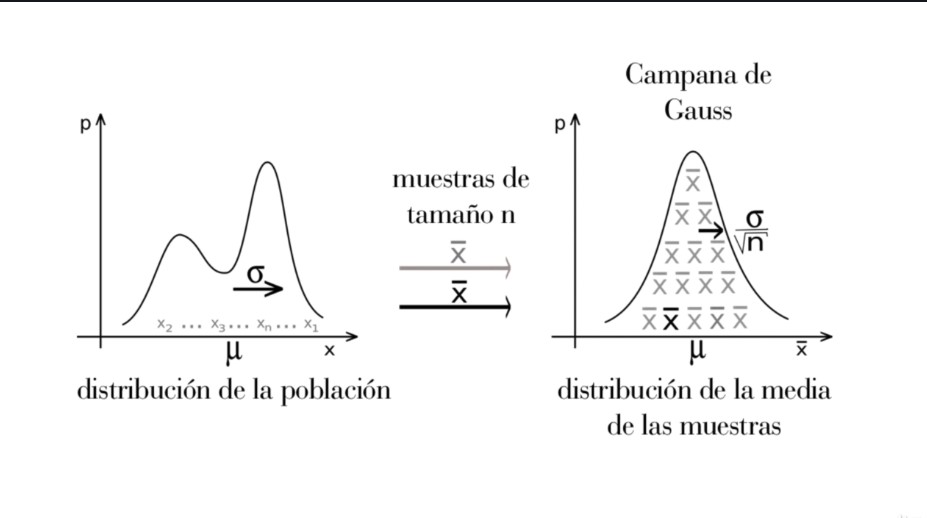 p
σ
x₂ ... x₃ ... xₙ ... x₁
μ
x
distribución de la población
muestras de
tamaño n
x̄
x̄
Campana de
Gauss
p
x̄
x̄ x̄
σ/√n
x̄ x̄ x̄
x̄ x̄ x̄ x̄
x̄ x̄ x̄ x̄ x̄
μ
x̄
distribución de la media
de las muestras